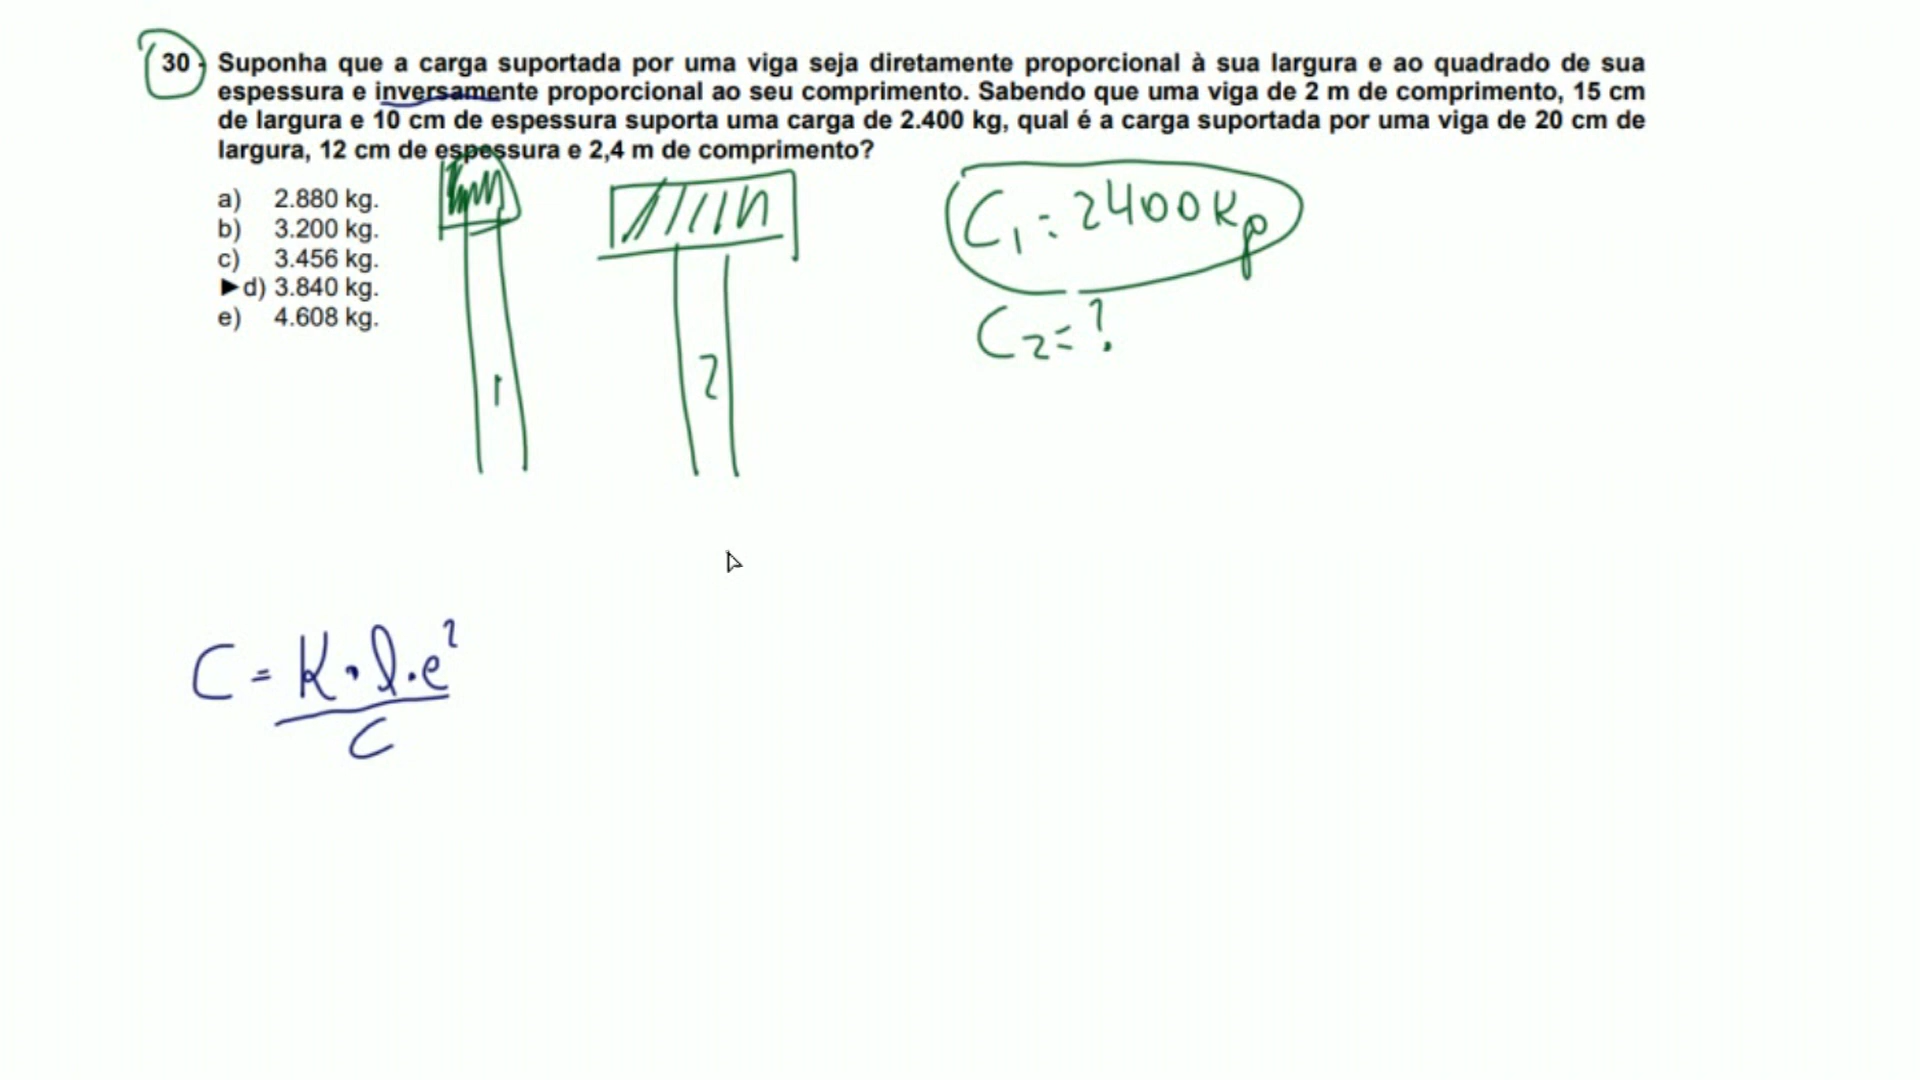 30 - Suponha que a carga suportada por uma viga seja diretamente proporcional à sua largura e ao quadrado de sua
espessura e inversamente proporcional ao seu comprimento. Sabendo que uma viga de 2 m de comprimento, 15 cm
de largura e 10 cm de espessura suporta uma carga de 2.400 kg, qual é a carga suportada por uma viga de 20 cm de
largura, 12 cm de espessura e 2,4 m de comprimento?
a) 2.880 kg.
b) 3.200 kg.
c) 3.456 kg.
►d) 3.840 kg.
e) 4.608 kg.
C₁ = 2400 Kg
C₂ = ?
1
2
C = K · l · e²
C